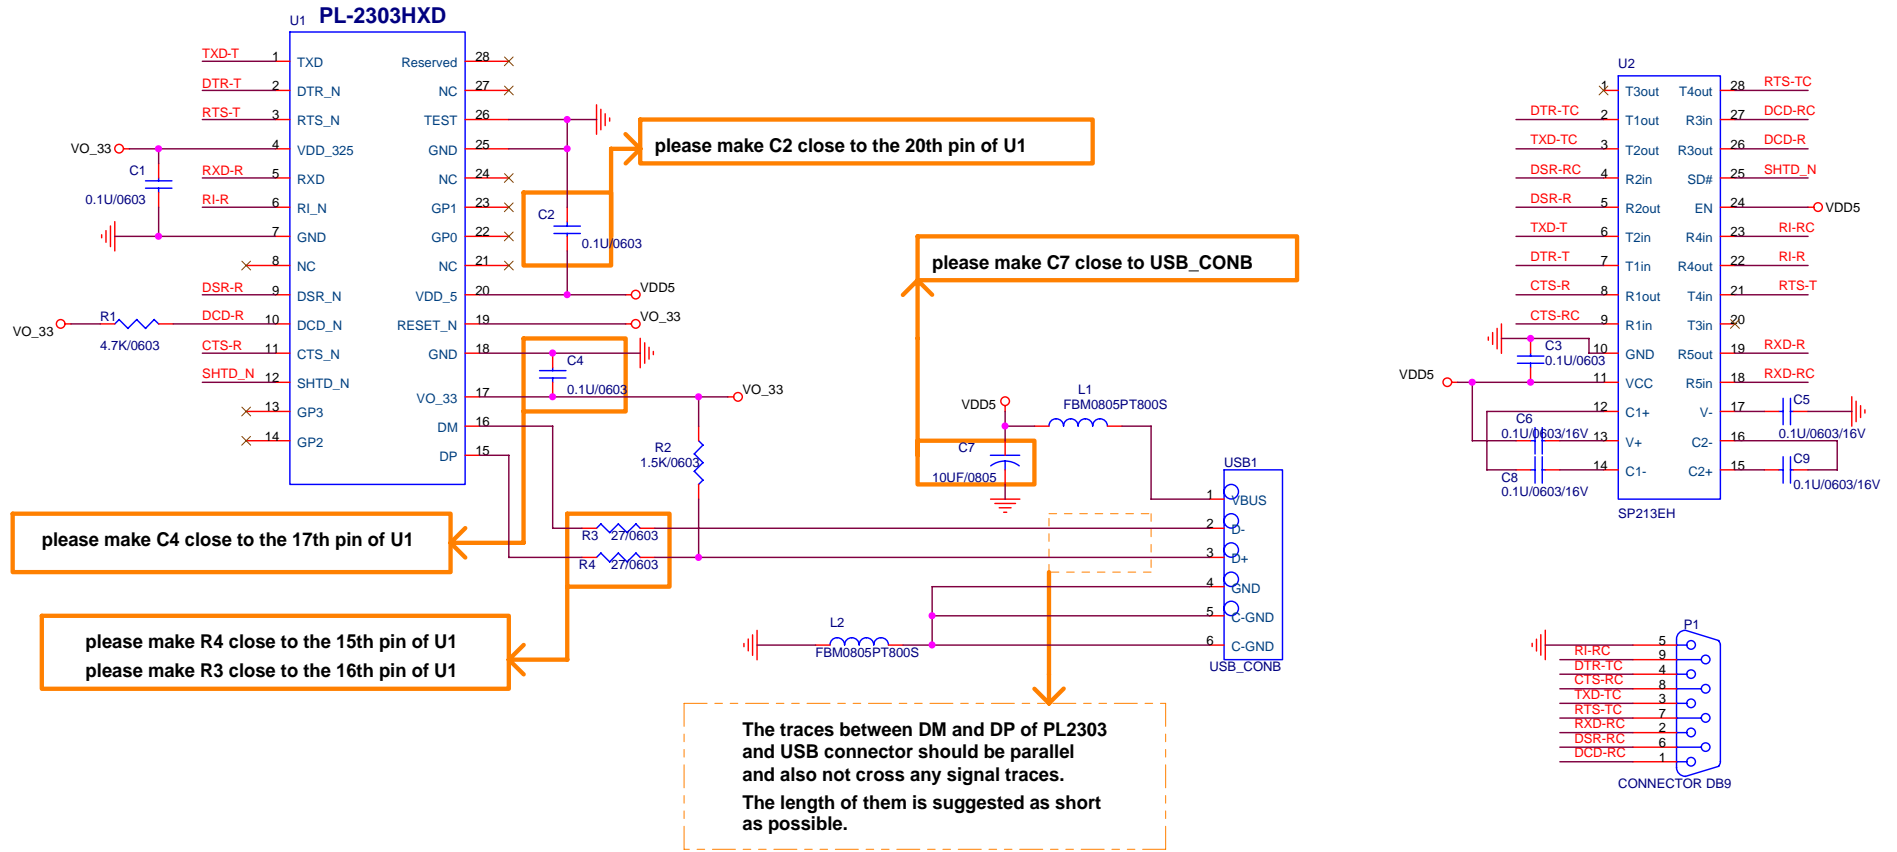 U1 PL-2303HXD
TXD-T 1 TXD
DTR-T 2 DTR_N
RTS-T 3 RTS_N
VO_33 4 VDD_325
C1
0.1U/0603
RXD-R 5 RXD
RI-R 6 RI_N
7 GND
8 NC
DSR-R 9 DSR_N
VO_33 R1 DCD-R 10 DCD_N
4.7K/0603
CTS-R 11 CTS_N
SHTD_N 12 SHTD_N
13 GP3
14 GP2
Reserved 28
NC 27
TEST 26
GND 25
NC 24
GP1 23
GP0 22
NC 21
VDD_5 20 VDD5
RESET_N 19 VO_33
GND 18
VO_33 17 VO_33
DM 16
DP 15
C2
0.1U/0603
C4
0.1U/0603
R2
1.5K/0603
R3 27/0603
R4 27/0603
please make C2 close to the 20th pin of U1
please make C7 close to USB_CONB
please make C4 close to the 17th pin of U1
please make R4 close to the 15th pin of U1
please make R3 close to the 16th pin of U1
VDD5
L1
FBM0805PT800S
C7
10UF/0805
USB1
1 VBUS
2 D-
3 D+
4 GND
5 C-GND
6 C-GND
USB_CONB
L2
FBM0805PT800S
The traces between DM and DP of PL2303
and USB connector should be parallel
and also not cross any signal traces.
The length of them is suggested as short
as possible.
U2
1 T3out
DTR-TC 2 T1out
TXD-TC 3 T2out
DSR-RC 4 R2in
DSR-R 5 R2out
TXD-T 6 T2in
DTR-T 7 T1in
CTS-R 8 R1out
CTS-RC 9 R1in
10 GND
VDD5 11 VCC
12 C1+
13 V+
14 C1-
C3
0.1U/0603
C6
0.1U/0603/16V
C8
0.1U/0603/16V
T4out 28 RTS-TC
R3in 27 DCD-RC
R3out 26 DCD-R
SD# 25 SHTD_N
EN 24 VDD5
R4in 23 RI-RC
R4out 22 RI-R
T4in 21 RTS-T
T3in 20
R5out 19 RXD-R
R5in 18 RXD-RC
V- 17
C2- 16
C2+ 15
C5
0.1U/0603/16V
C9
0.1U/0603/16V
SP213EH
P1
5
RI-RC 9
DTR-TC 4
CTS-RC 8
TXD-TC 3
RTS-TC 7
RXD-RC 2
DSR-RC 6
DCD-RC 1
CONNECTOR DB9